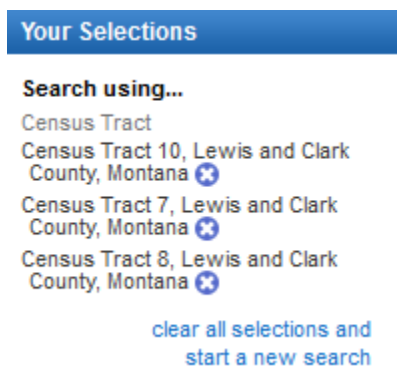 Your Selections
Search using...
Census Tract
Census Tract 10, Lewis and Clark
County, Montana
Census Tract 7, Lewis and Clark
County, Montana
Census Tract 8, Lewis and Clark
County, Montana
clear all selections and
start a new search